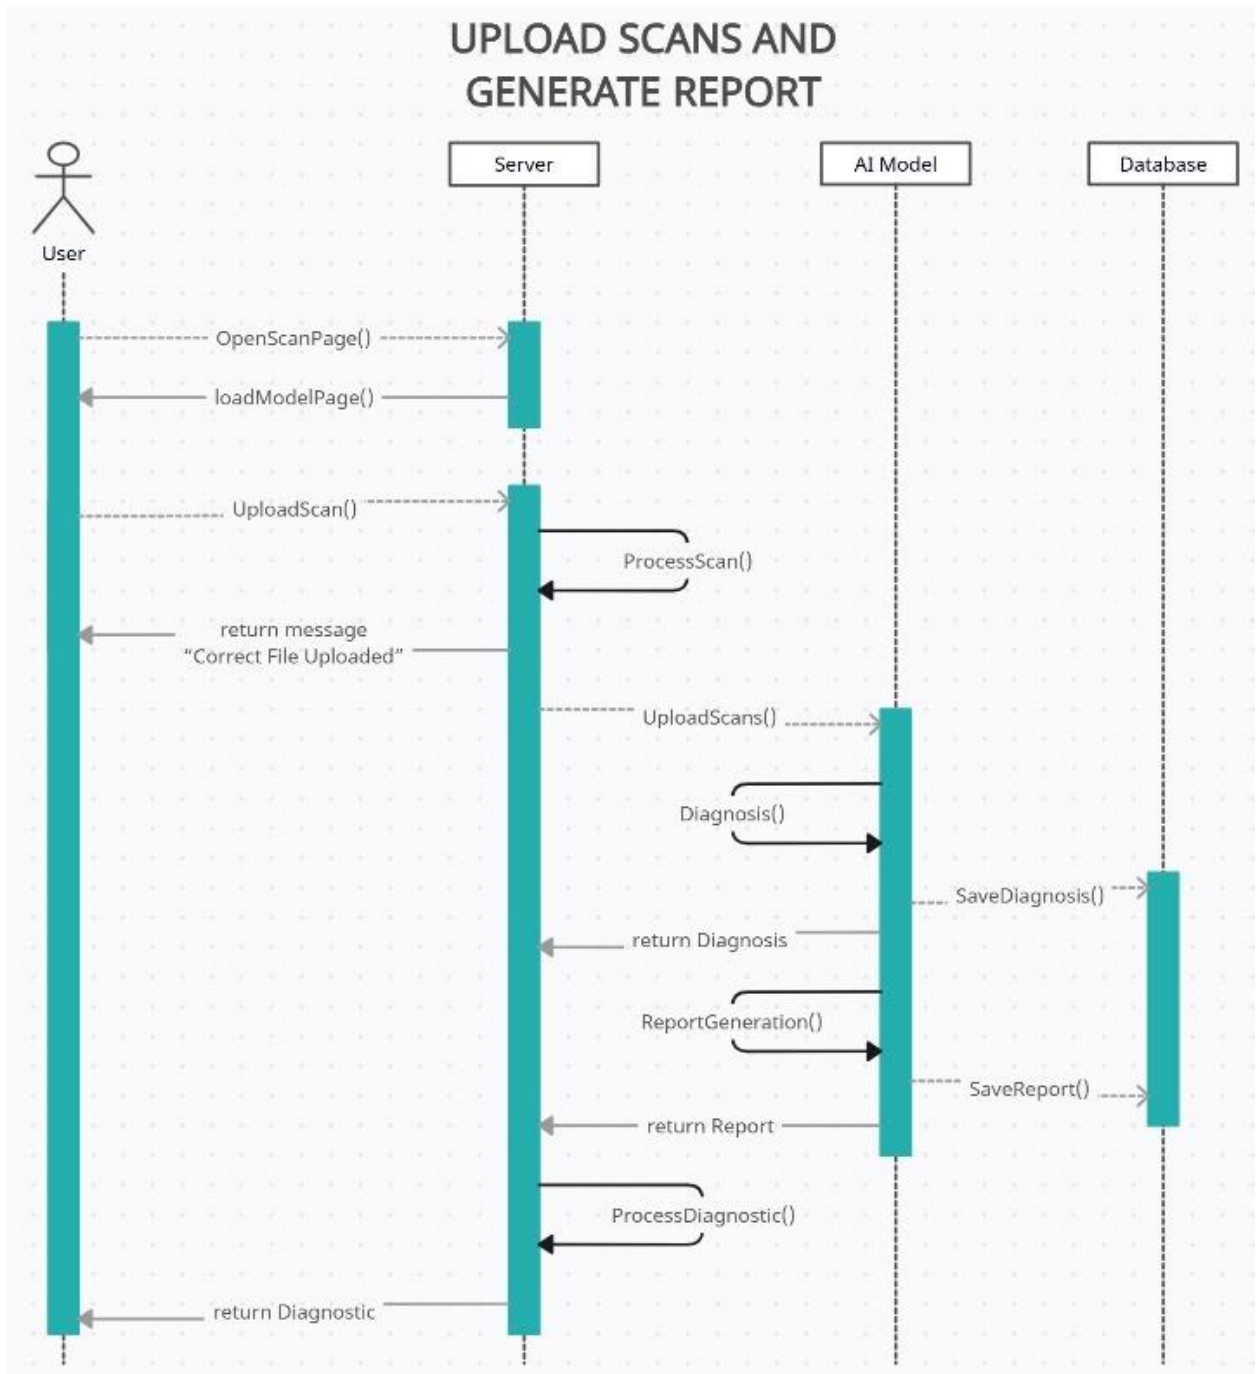 UPLOAD SCANS AND
GENERATE REPORT
Server
AI Model
Database
User
OpenScanPage()
loadModelPage()
UploadScan()
ProcessScan()
return message
“Correct File Uploaded”
UploadScans()
Diagnosis()
SaveDiagnosis()
return Diagnosis
ReportGeneration()
SaveReport()
return Report
ProcessDiagnostic()
return Diagnostic